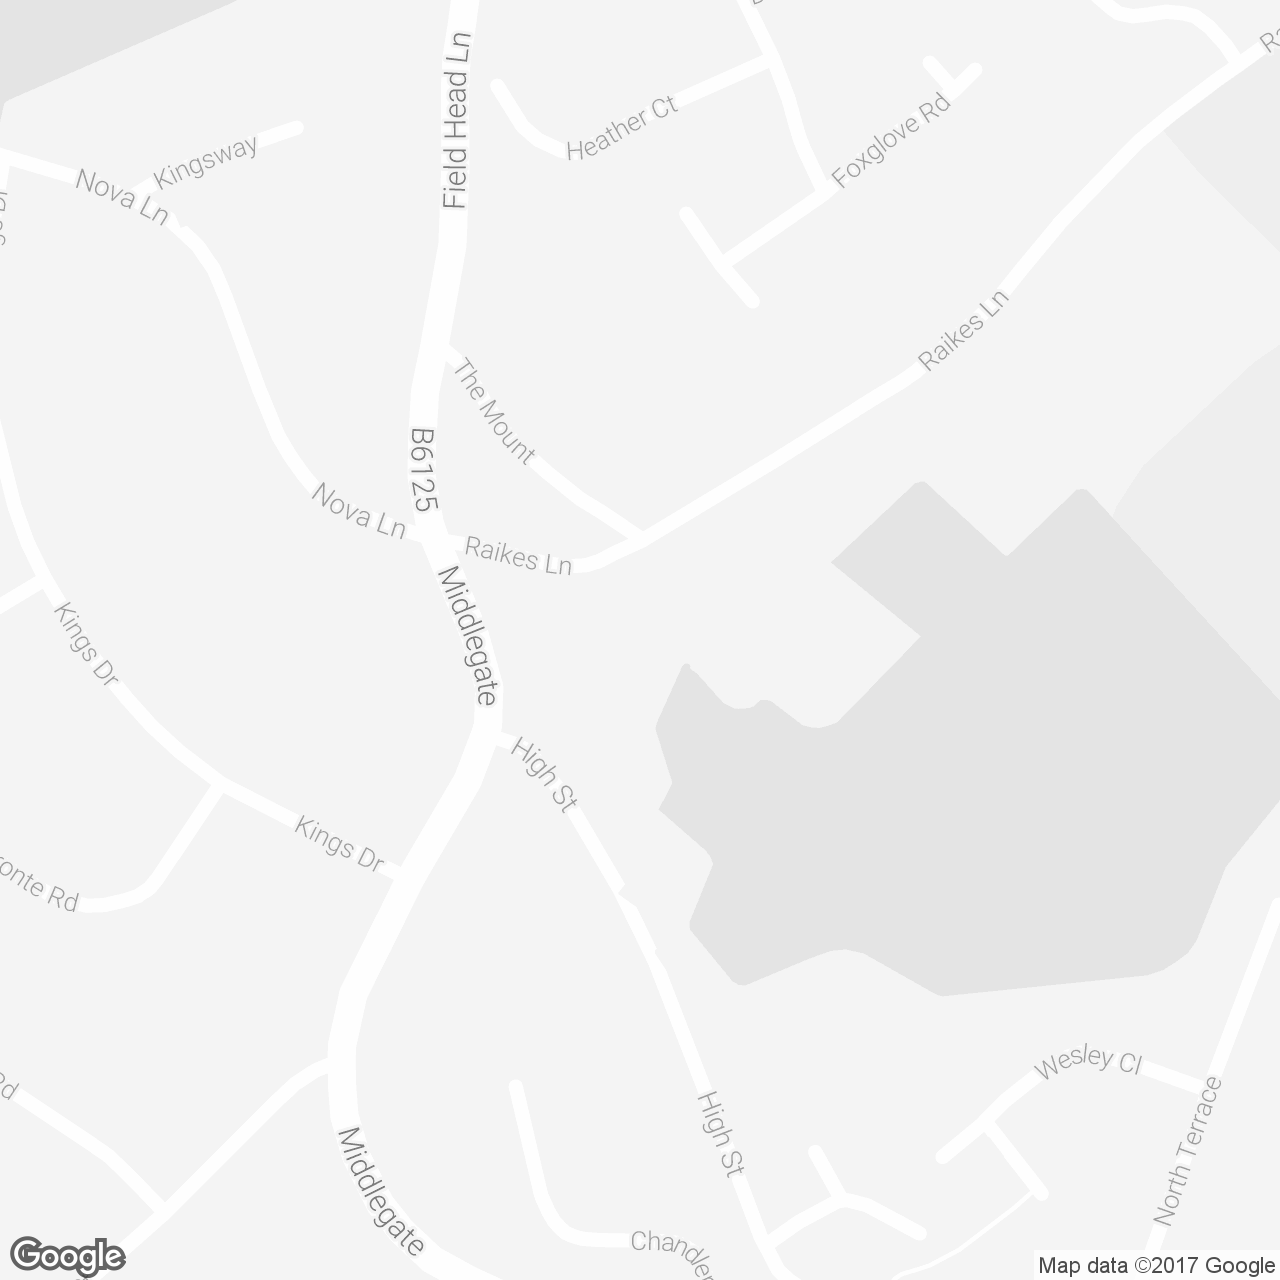 Field Head Ln
Heather Ct
Foxglove Rd
Kingsway
Nova Ln
Raikes Ln
The Mount
B6125
Nova Ln
Raikes Ln
Middlegate
Kings Dr
High St
Kings Dr
Rd
Wesley Cl
High St
North Terrace
Middlegate
Chandler
Google
Map data ©2017 Google